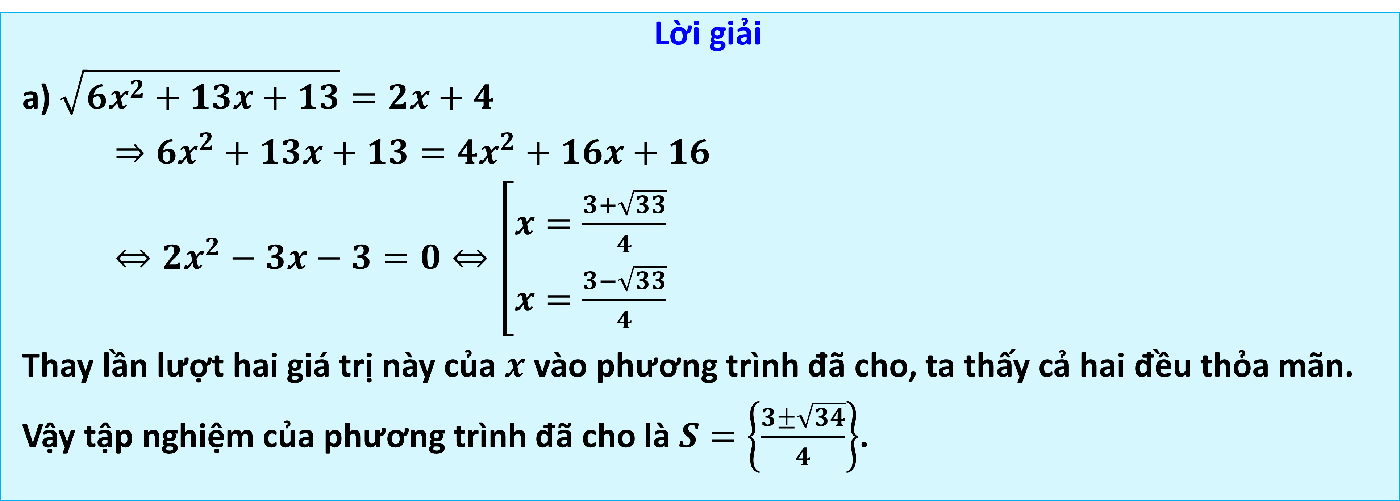 Lời giải
a) √(6x² + 13x + 13) = 2x + 4
⇒ 6x² + 13x + 13 = 4x² + 16x + 16
⇔ 2x² − 3x − 3 = 0 ⇔ [x = (3+√33)/4
x = (3−√33)/4
Thay lần lượt hai giá trị này của x vào phương trình đã cho, ta thấy cả hai đều thỏa mãn.
Vậy tập nghiệm của phương trình đã cho là S = {(3±√34)/4}.